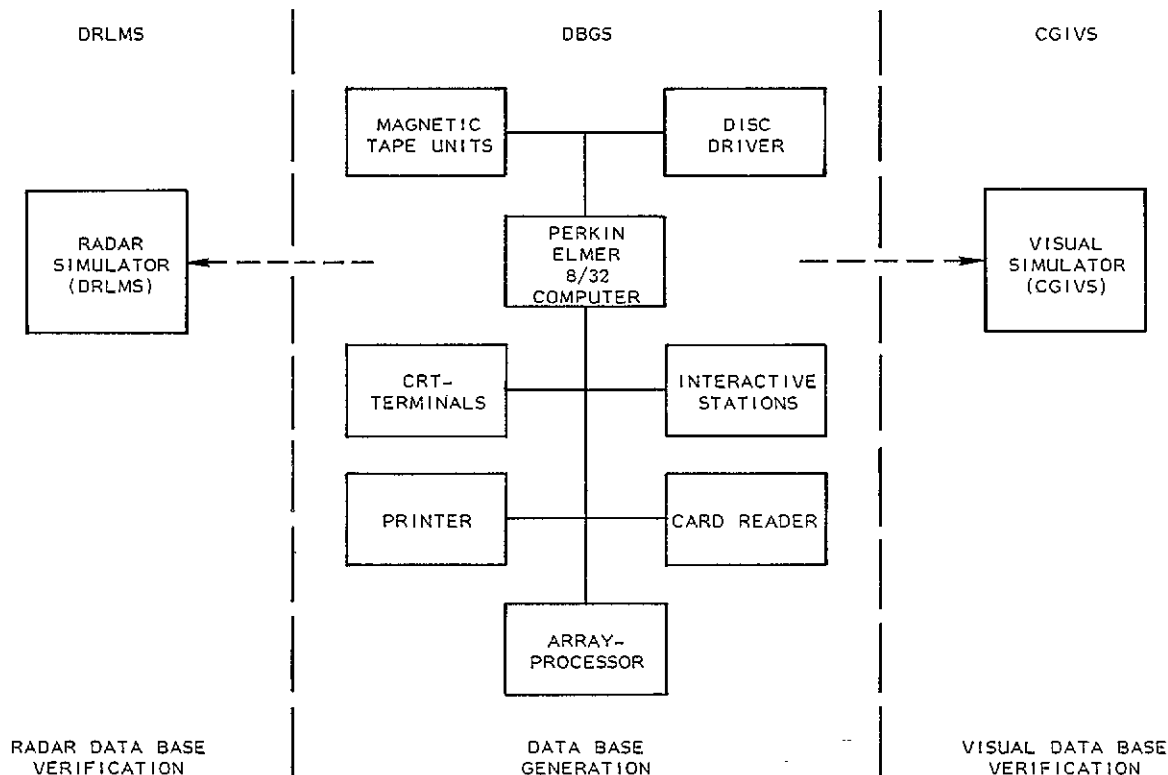 DRLMS
DBGS
CGIVS
MAGNETIC
TAPE UNITS
DISC
DRIVER
RADAR
SIMULATOR
(DRLMS)
PERKIN
ELMER
8/32
COMPUTER
VISUAL
SIMULATOR
(CGIVS)
CRT-
TERMINALS
INTERACTIVE
STATIONS
PRINTER
CARD READER
ARRAY-
PROCESSOR
RADAR DATA BASE
VERIFICATION
DATA BASE
GENERATION
VISUAL DATA BASE
VERIFICATION